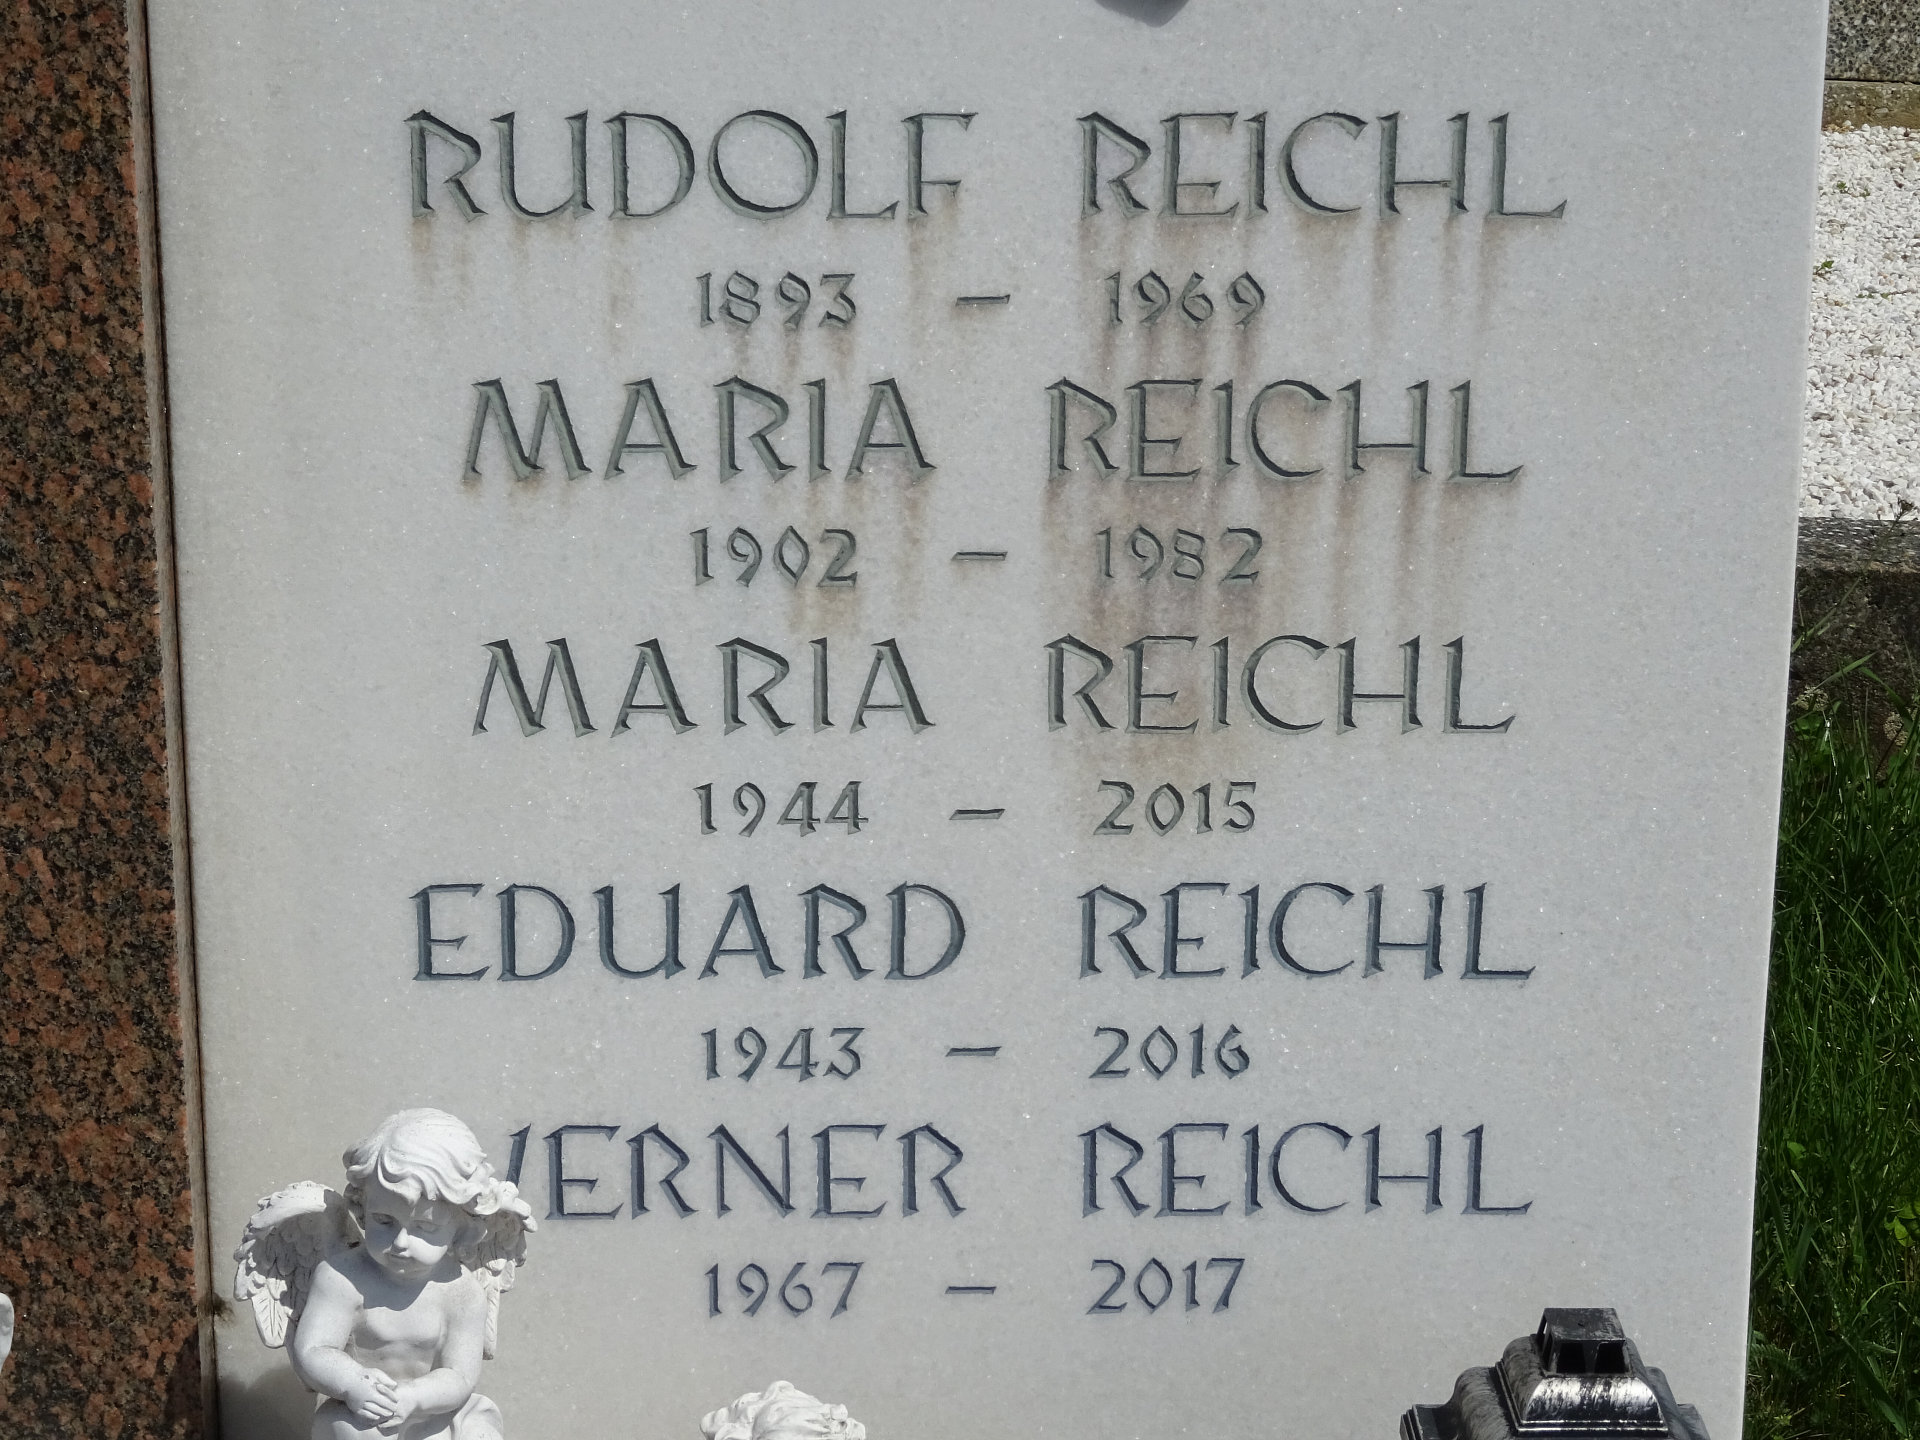 RUDOLF REICHL
1893 – 1969
MARIA REICHL
1902 – 1982
MARIA REICHL
1944 – 2015
EDUARD REICHL
1943 – 2016
WERNER REICHL
1967 – 2017